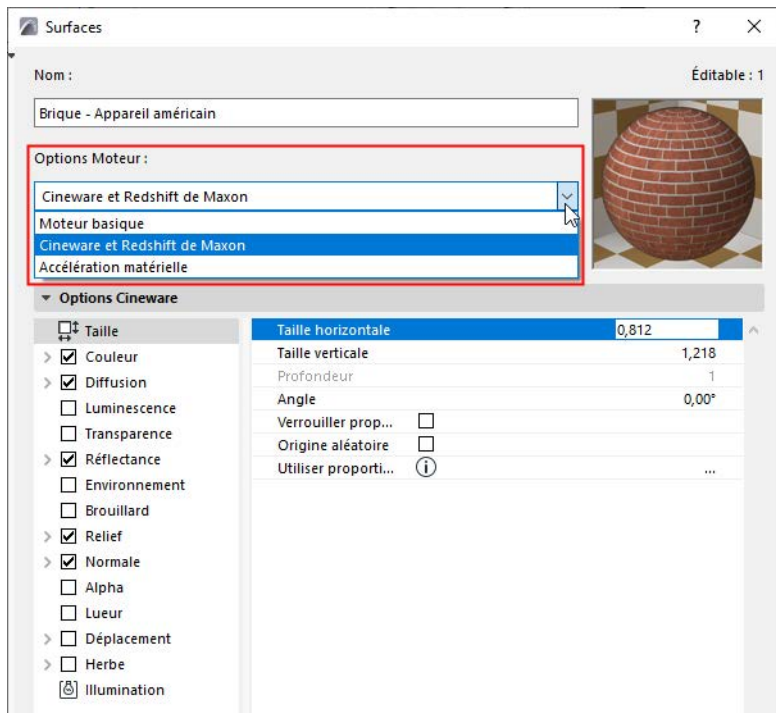 Surfaces
?
Nom :
Éditable : 1
Brique - Appareil américain
Options Moteur :
Cineware et Redshift de Maxon
Moteur basique
Cineware et Redshift de Maxon
Accélération matérielle
Options Cineware
Taille
Couleur
Diffusion
Luminescence
Transparence
Réflectance
Environnement
Brouillard
Relief
Normale
Alpha
Lueur
Déplacement
Herbe
Illumination
Taille horizontale 0,812
Taille verticale 1,218
Profondeur 1
Angle 0,00°
Verrouiller prop...
Origine aléatoire
Utiliser proporti... ...